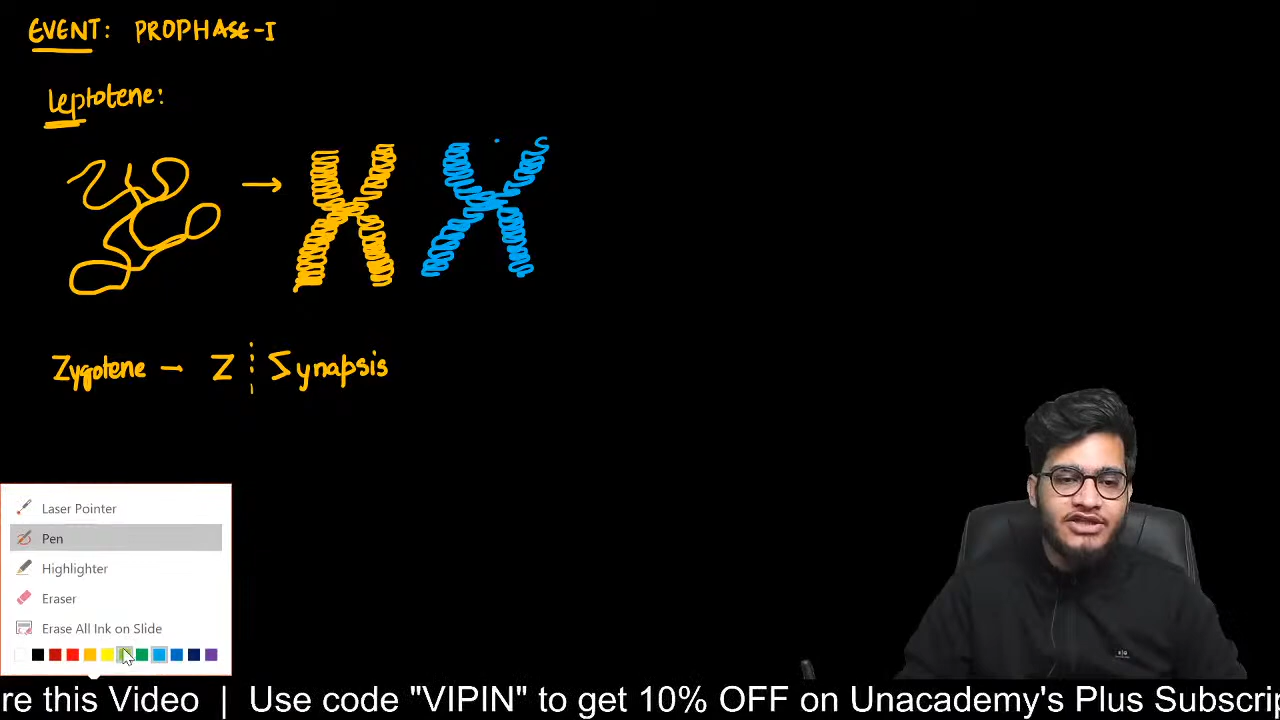 EVENT: PROPHASE-I
Leptotene:
Zygotene — Z Synapsis
Laser Pointer
Pen
Highlighter
Eraser
Erase All Ink on Slide
re this Video | Use code "VIPIN" to get 10% OFF on Unacademy's Plus Subscrip